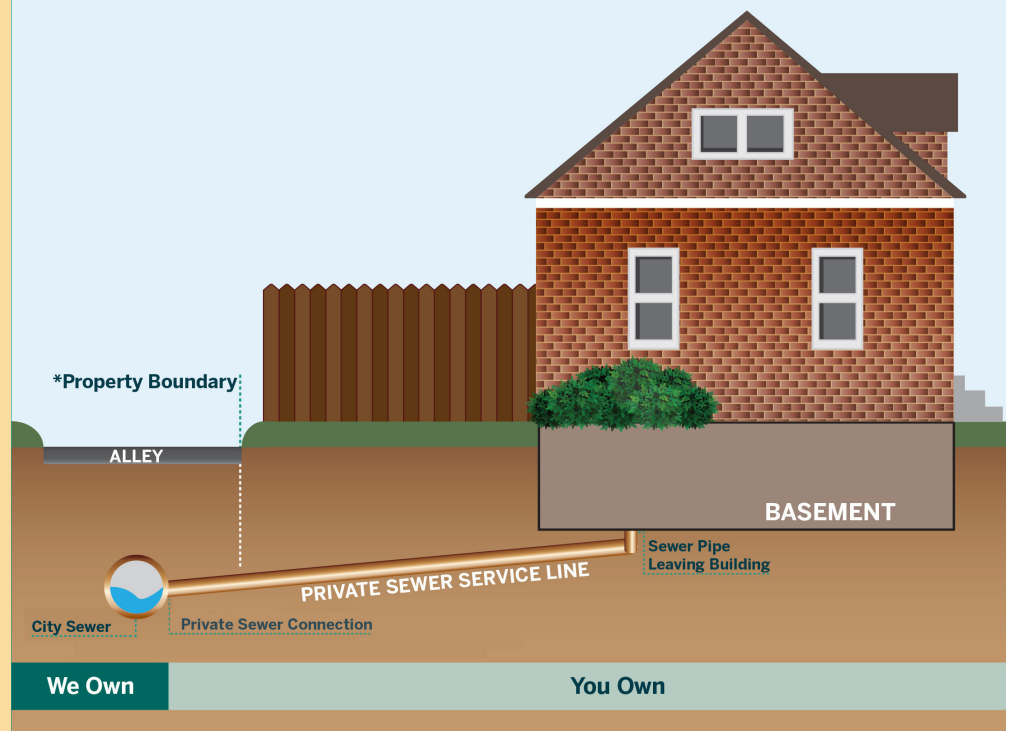 *Property Boundary
ALLEY
BASEMENT
Sewer Pipe
Leaving Building
PRIVATE SEWER SERVICE LINE
City Sewer
Private Sewer Connection
We Own
You Own